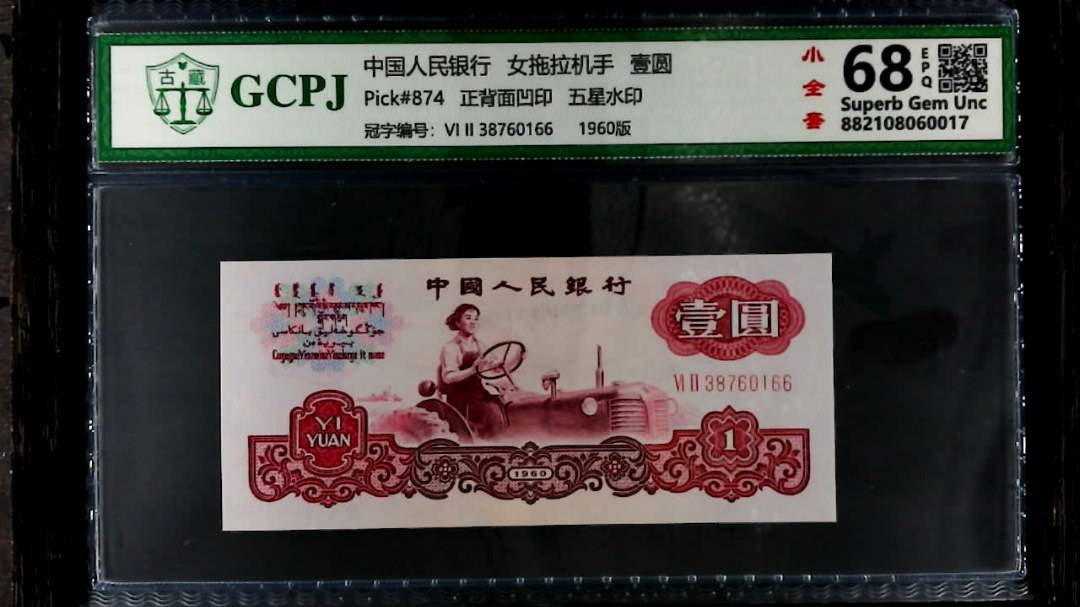 古藏
GCPJ
中国人民银行 女拖拉机手 壹圆
Pick#874 正背面凹印 五星水印
冠字编号: VI II 38760166 1960版
小全套
68 EPQ
Superb Gem Unc
882108060017
中國人民銀行
壹圓
VI II 38760166
YI
YUAN
1
1960